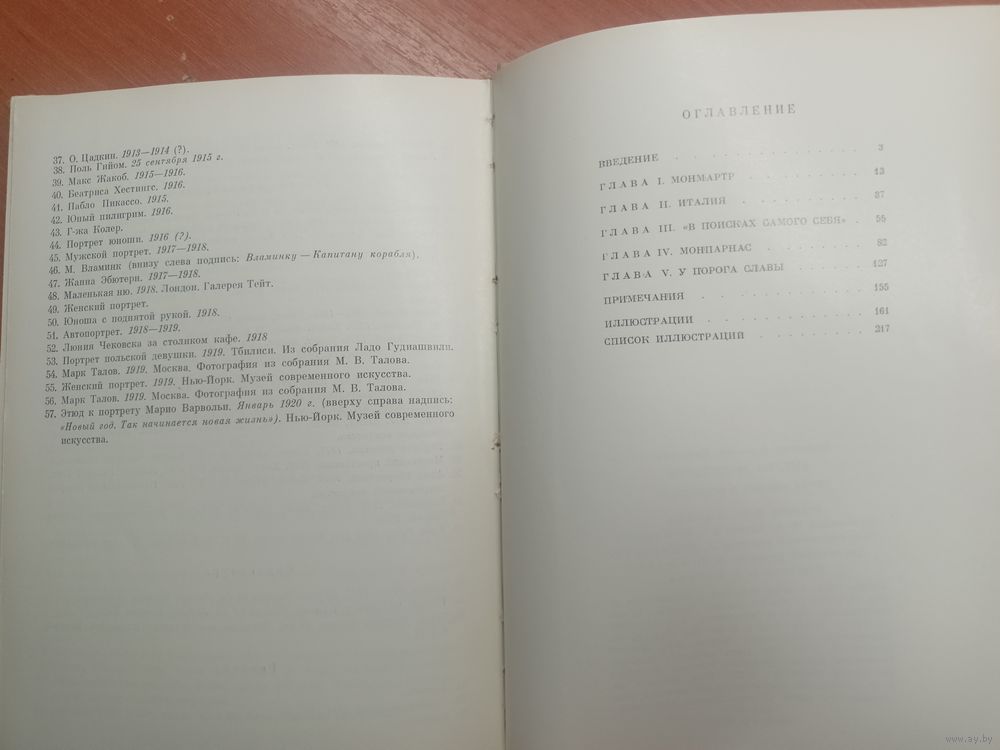 37. О. Цадкин. 1913—1914 (?).
38. Поль Гийом. 25 сентября 1915 г.
39. Макс Жакоб. 1915—1916.
40. Беатриса Хестингс. 1916.
41. Пабло Пикассо. 1915.
42. Юный пилигрим. 1916.
43. Г-жа Колер.
44. Портрет юноши. 1916 (?).
45. Мужской портрет. 1917—1918.
46. М. Вламинк (внизу слева подпись: Вламинку — Капитану корабля).
47. Жанна Эбютерн. 1917—1918.
48. Маленькая ню. 1918. Лондон. Галерея Тейт.
49. Женский портрет.
50. Юноша с поднятой рукой. 1918.
51. Автопортрет. 1918—1919.
52. Люния Чековска за столиком кафе. 1918
53. Портрет польской девушки. 1919. Тбилиси. Из собрания Ладо Гудиашвили.
54. Марк Талов. 1919. Москва. Фотография из собрания М. В. Талова.
55. Женский портрет. 1919. Нью-Йорк. Музей современного искусства.
56. Марк Талов. 1919. Москва. Фотография из собрания М. В. Талова.
57. Этюд к портрету Марио Варвольи. Январь 1920 г. (вверху справа надпись:
«Новый год. Так начинается новая жизнь»). Нью-Йорк. Музей современного
искусства.
ОГЛАВЛЕНИЕ
ВВЕДЕНИЕ . . . . . . . . . . 3
ГЛАВА I. МОНМАРТР . . . . . . . 13
ГЛАВА II. ИТАЛИЯ . . . . . . . 37
ГЛАВА III. «В ПОИСКАХ САМОГО СЕБЯ» . 55
ГЛАВА IV. МОНПАРНАС . . . . . . 82
ГЛАВА V. У ПОРОГА СЛАВЫ . . . . 127
ПРИМЕЧАНИЯ . . . . . . . . . 155
ИЛЛЮСТРАЦИИ . . . . . . . . 161
СПИСОК ИЛЛЮСТРАЦИЙ . . . . . . 217
www.ay.by